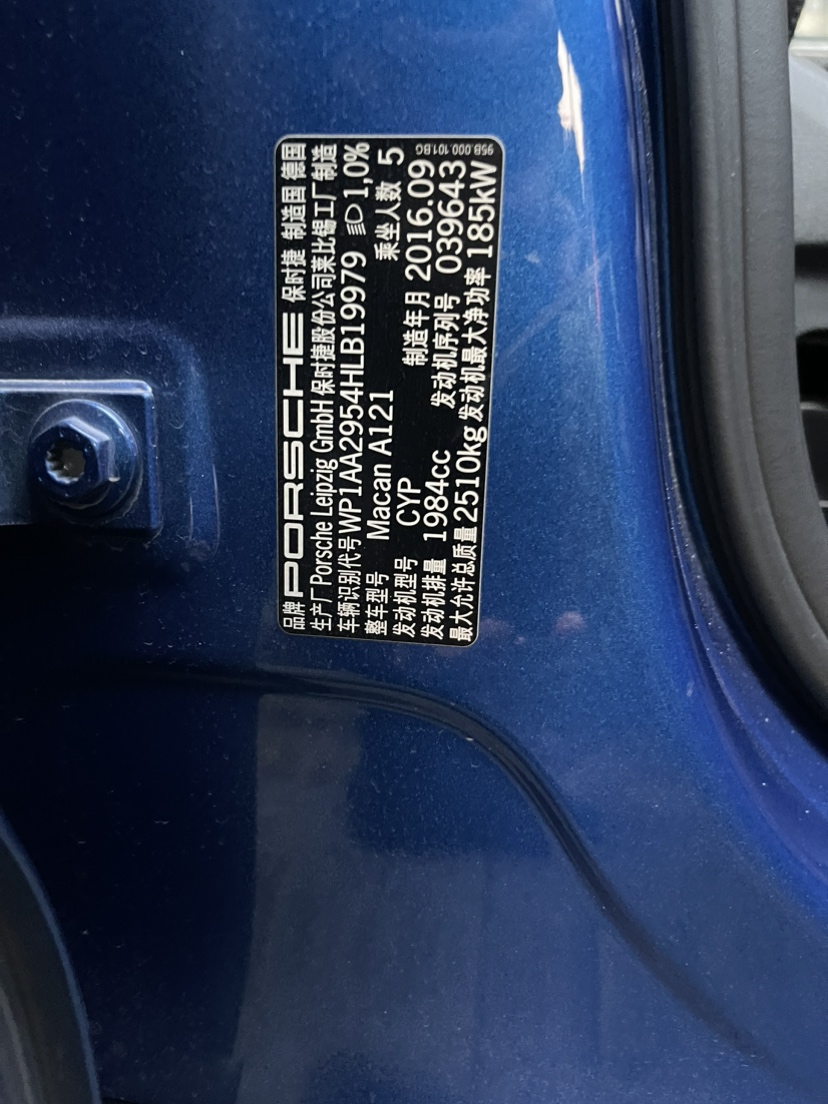 品牌 PORSCHE 保时捷 制造国 德国
生产厂 Porsche Leipzig GmbH 保时捷股份公司莱比锡工厂制造
车辆识别代号 WP1AA2954HLB19979 1,0%
整车型号 Macan A121 乘坐人数 5
发动机型号 CYP 制造年月 2016.09
发动机排量 1984cc 发动机序列号 039643
最大允许总质量 2510kg 发动机最大净功率 185kW
95B.000.101.BG